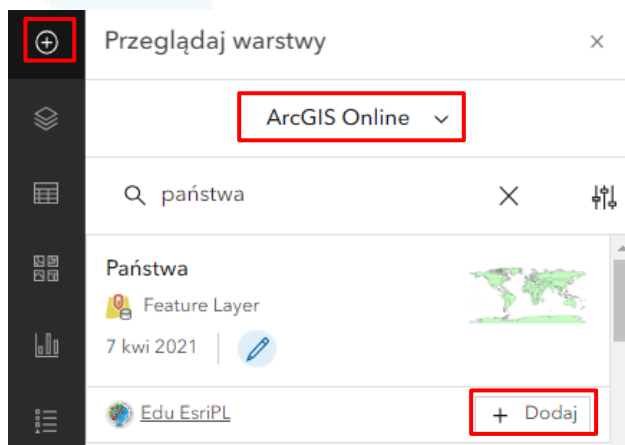 Przeglądaj warstwy
ArcGIS Online
państwa
Państwa
Feature Layer
7 kwi 2021
Edu EsriPL
+ Dodaj